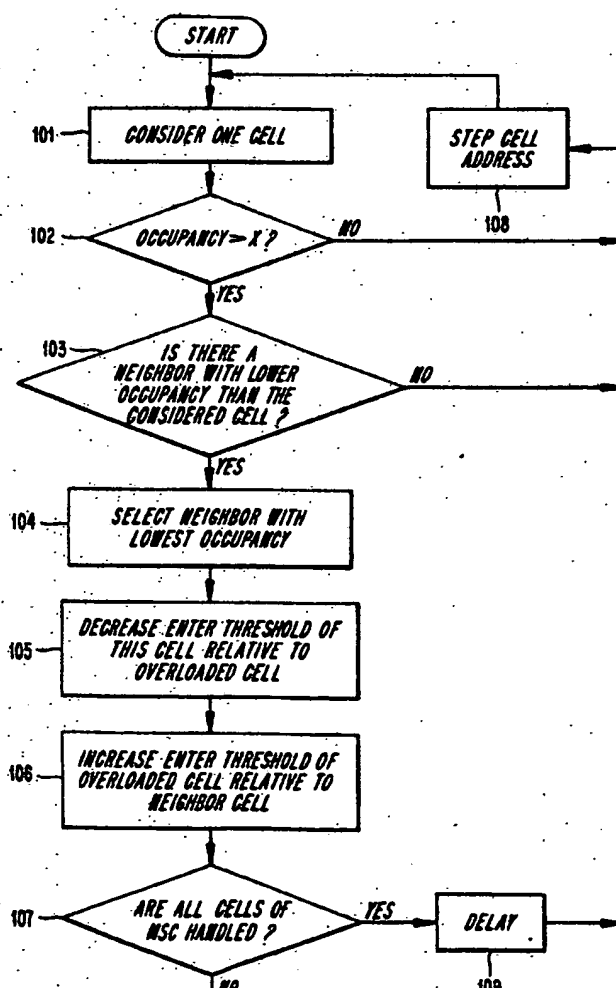 START
101
CONSIDER ONE CELL
STEP CELL
ADDRESS
108
102
OCCUPANCY ≥ X ?
NO
YES
103
IS THERE A
NEIGHBOR WITH LOWER
OCCUPANCY THAN THE
CONSIDERED CELL ?
NO
YES
104
SELECT NEIGHBOR WITH
LOWEST OCCUPANCY
105
DECREASE ENTER THRESHOLD OF
THIS CELL RELATIVE TO
OVERLOADED CELL
106
INCREASE ENTER THRESHOLD OF
OVERLOADED CELL RELATIVE TO
NEIGHBOR CELL
107
ARE ALL CELLS OF
MSC HANDLED ?
YES
DELAY
NO
109